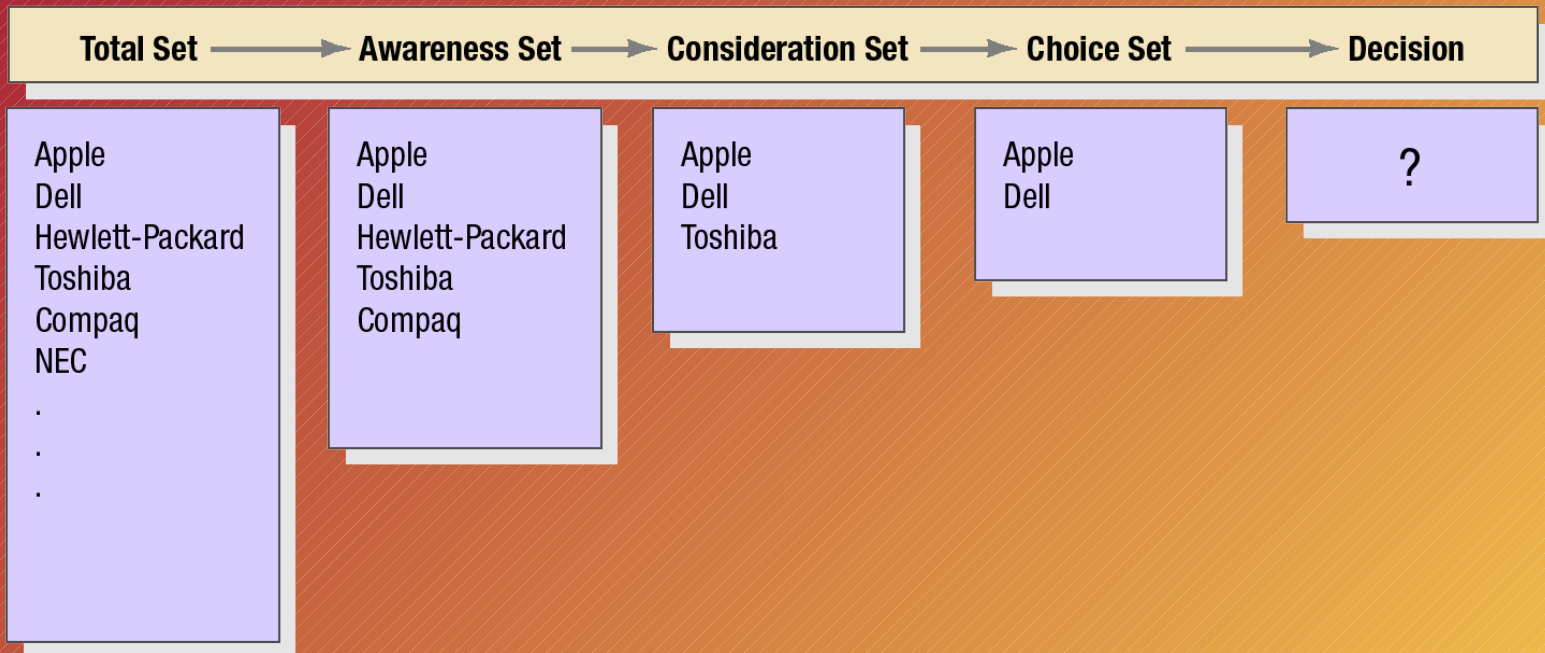 Total Set Awareness Set Consideration Set Choice Set Decision
Apple
Dell
Hewlett-Packard
Toshiba
Compaq
NEC
.
.
.
Apple
Dell
Hewlett-Packard
Toshiba
Compaq
Apple
Dell
Toshiba
Apple
Dell
?